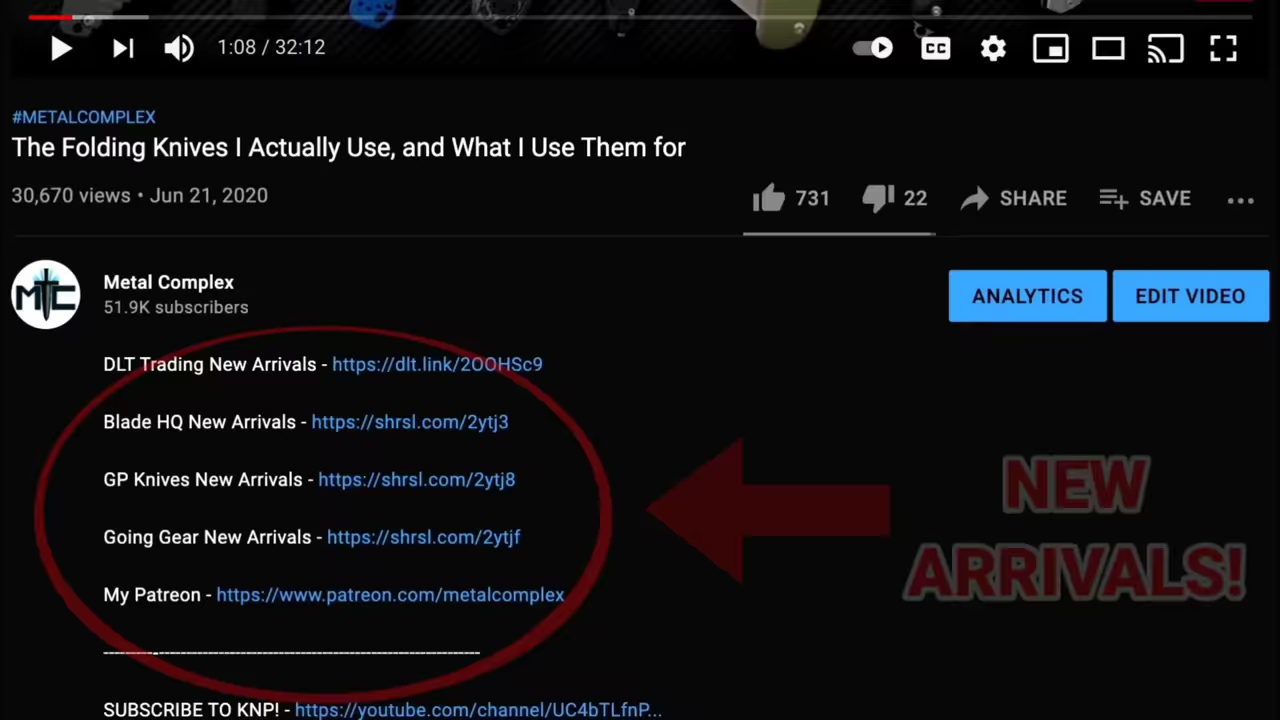 1:08 / 32:12
CC
#METALCOMPLEX
The Folding Knives I Actually Use, and What I Use Them for
30,670 views • Jun 21, 2020
731
22
SHARE
SAVE
MTC
Metal Complex
51.9K subscribers
ANALYTICS
EDIT VIDEO
DLT Trading New Arrivals - https://dlt.link/2OOHSc9
Blade HQ New Arrivals - https://shrsl.com/2ytj3
GP Knives New Arrivals - https://shrsl.com/2ytj8
Going Gear New Arrivals - https://shrsl.com/2ytjf
My Patreon - https://www.patreon.com/metalcomplex
NEW
ARRIVALS!
SUBSCRIBE TO KNP! - https://youtube.com/channel/UC4bTLfnP...